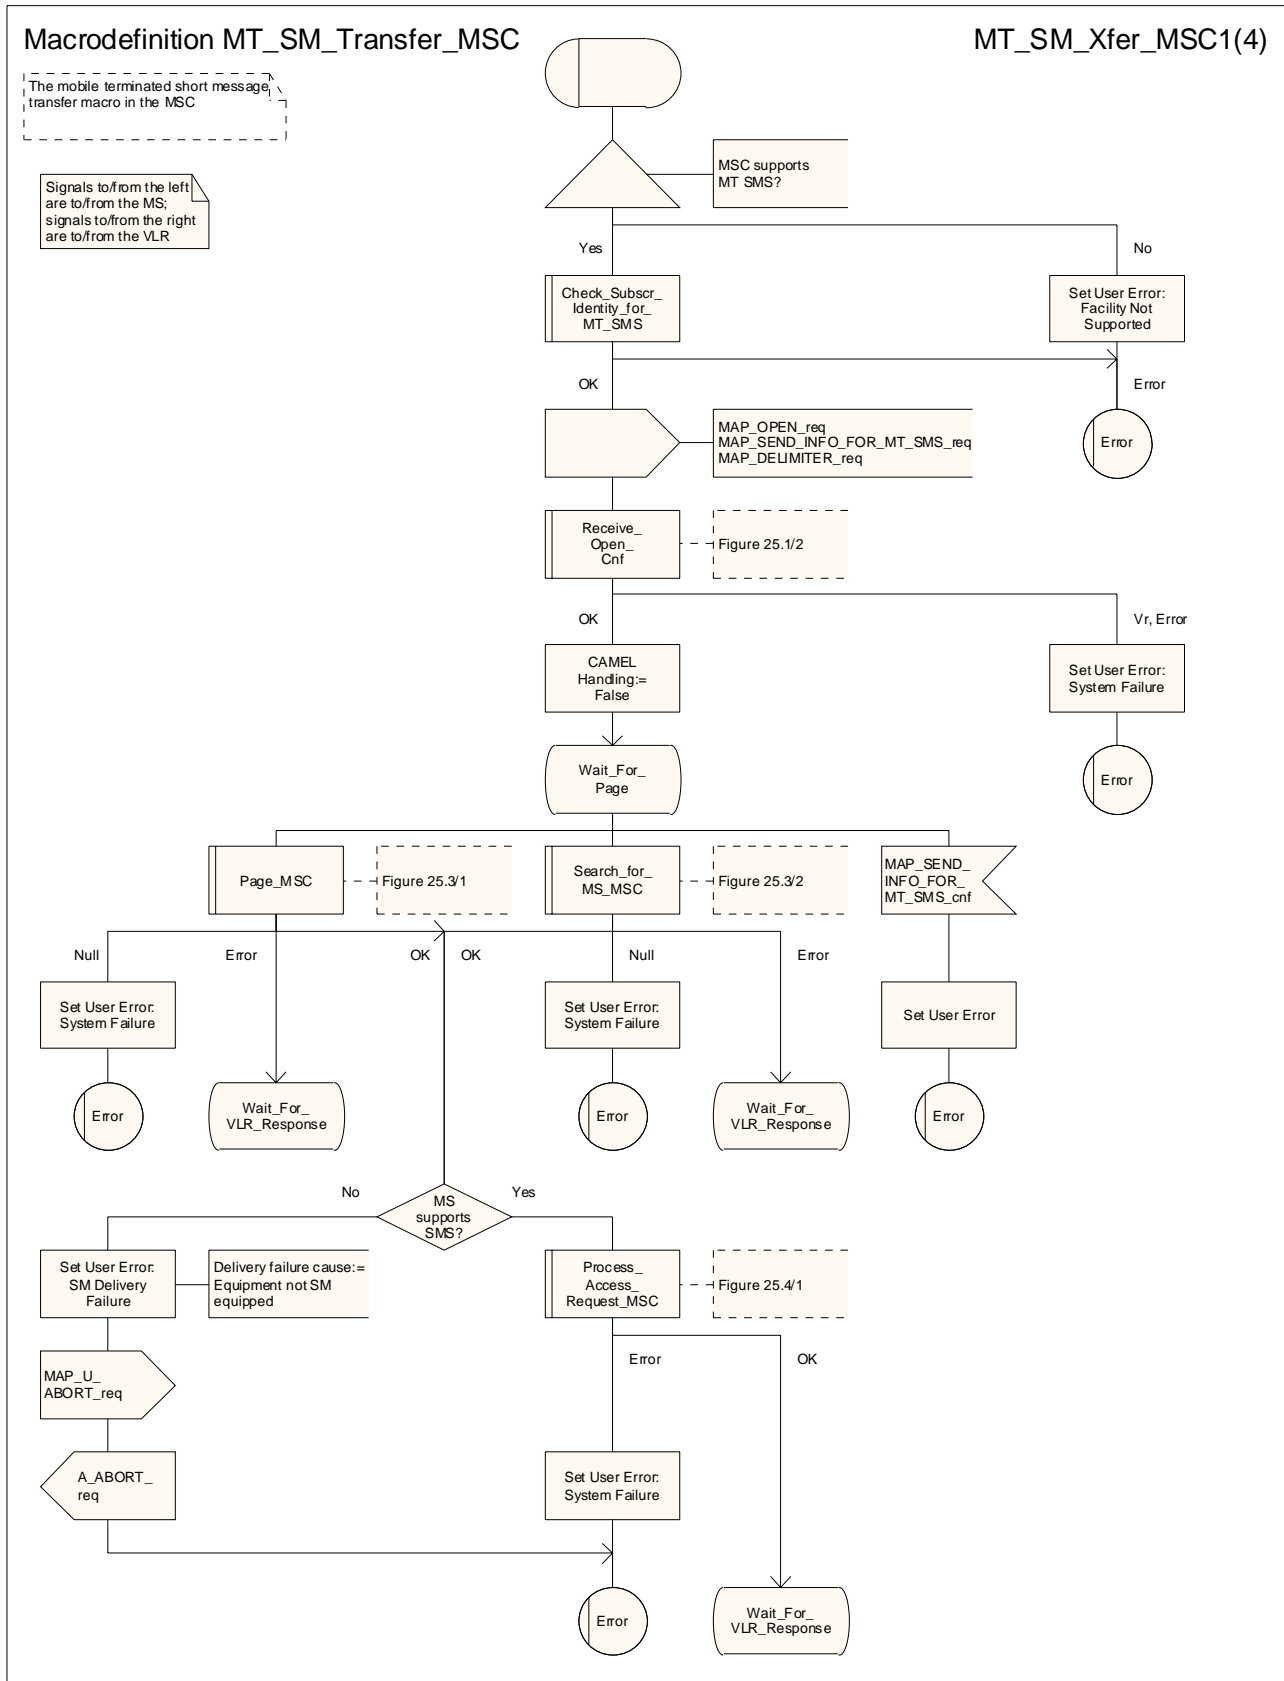 Macrodefinition MT_SM_Transfer_MSC
MT_SM_Xfer_MSC1(4)
The mobile terminated short message
transfer macro in the MSC
Signals to/from the left
are to/from the MS;
signals to/from the right
are to/from the VLR
MSC supports
MT SMS?
Yes
No
Check_Subscr_
Identity_for_
MT_SMS
Set User Error:
Facility Not
Supported
OK
Error
MAP_OPEN_req
MAP_SEND_INFO_FOR_MT_SMS_req
MAP_DELIMITER_req
Error
Receive_
Open_
Cnf
Figure 25.1/2
OK
Vr, Error
CAMEL
Handling:=
False
Set User Error:
System Failure
Wait_For_
Page
Error
Page_MSC
Figure 25.3/1
Search_for_
MS_MSC
Figure 25.3/2
MAP_SEND_
INFO_FOR_
MT_SMS_cnf
Null
Error
OK
OK
Null
Error
Set User Error:
System Failure
Set User Error:
System Failure
Set User Error
Error
Wait_For_
VLR_Response
Error
Wait_For_
VLR_Response
Error
No
MS
supports
SMS?
Yes
Set User Error:
SM Delivery
Failure
Delivery failure cause:=
Equipment not SM
equipped
Process_
Access_
Request_MSC
Figure 25.4/1
Error
OK
MAP_U_
ABORT_req
A_ABORT_
req
Set User Error:
System Failure
Error
Wait_For_
VLR_Response